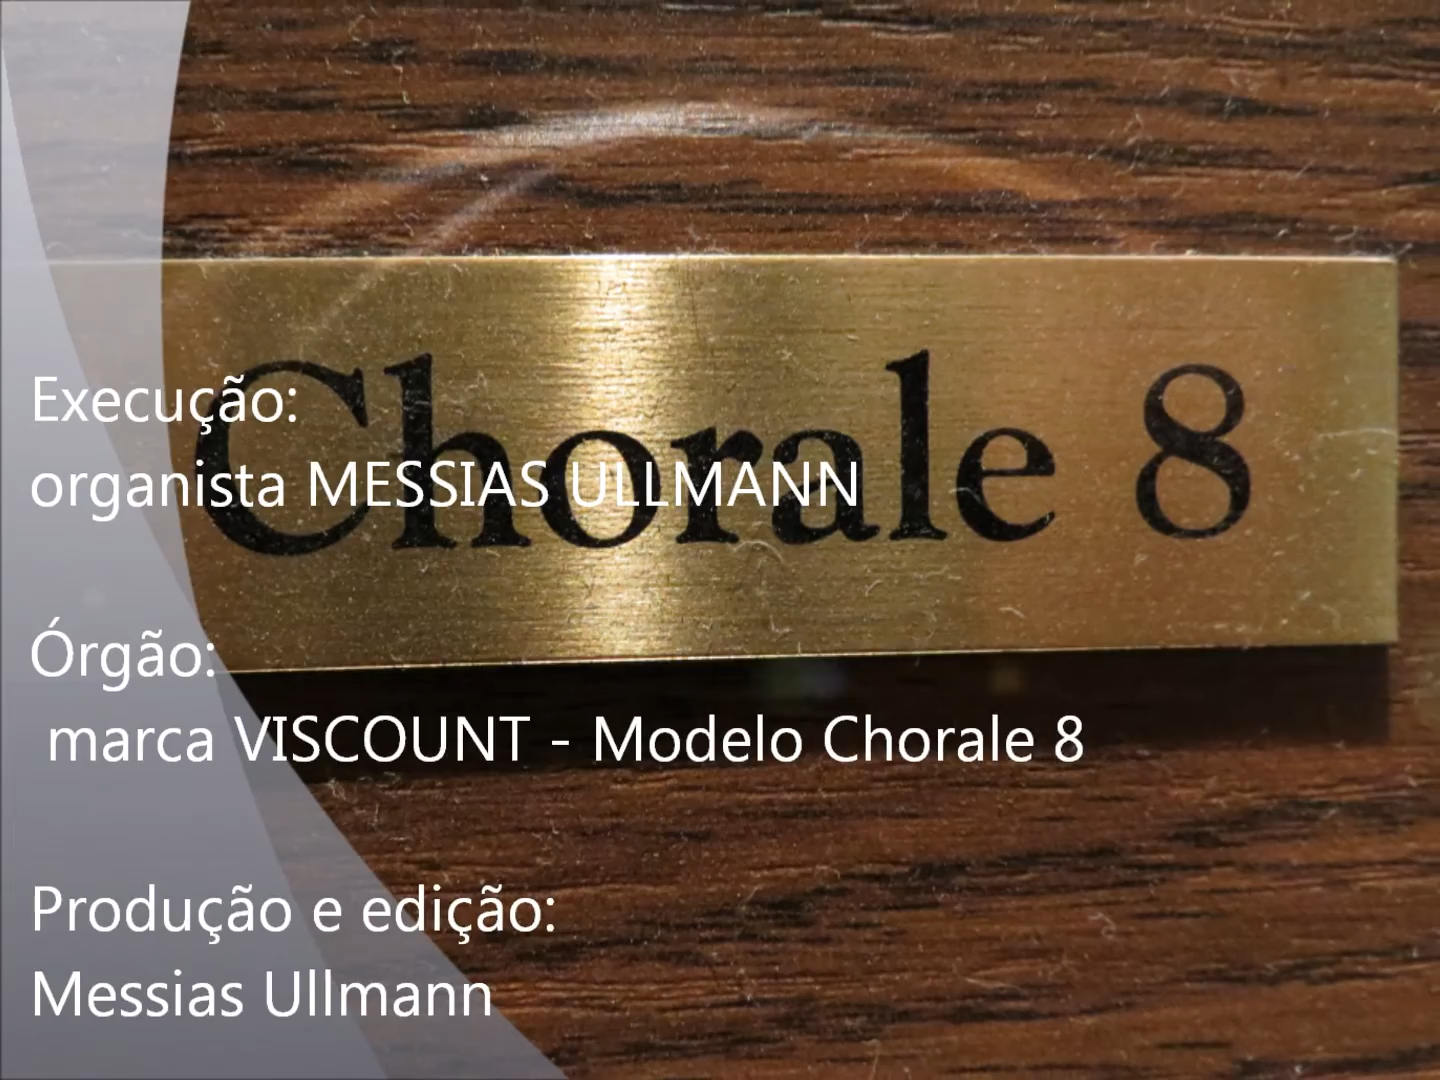 Chorale 8
Execução:
organista MESSIAS ULLMANN
Órgão:
marca VISCOUNT - Modelo Chorale 8
Produção e edição:
Messias Ullmann